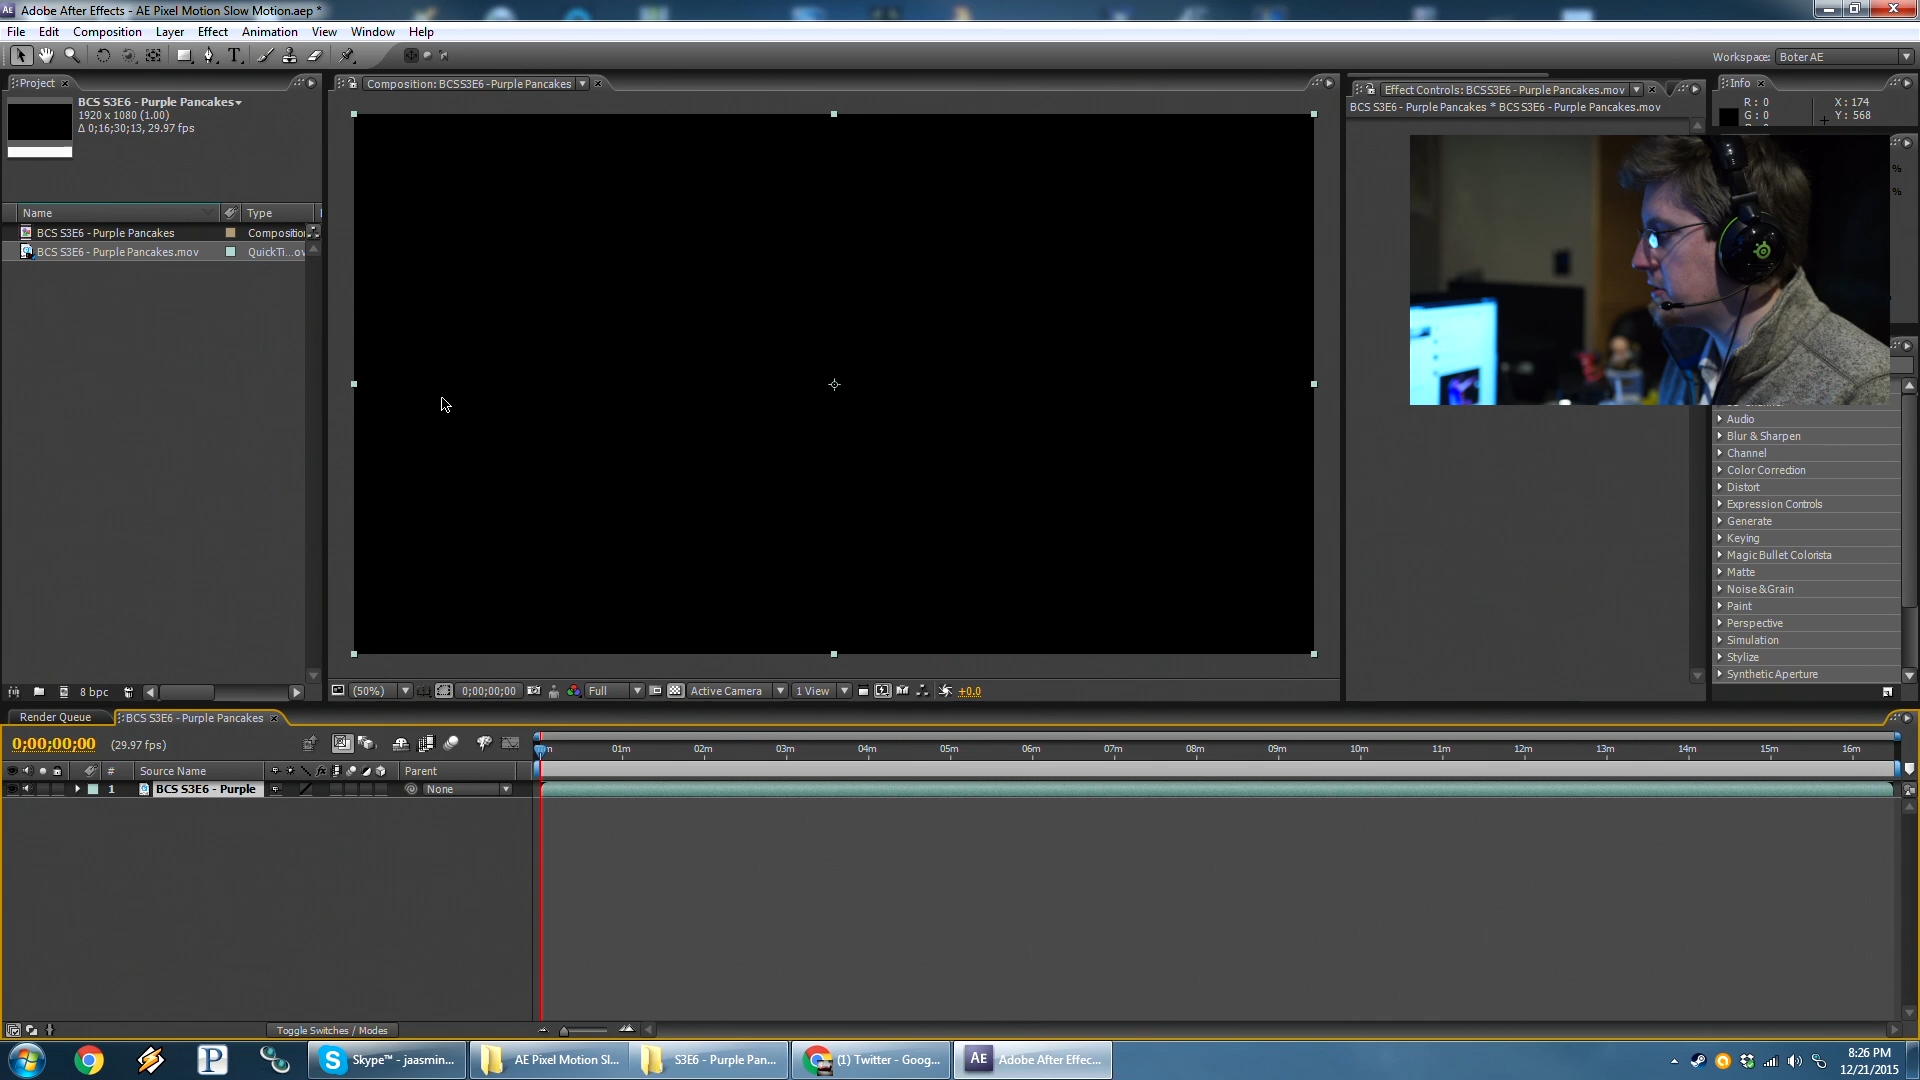 Adobe After Effects - AE Pixel Motion Slow Motion.aep *
File Edit Composition Layer Effect Animation View Window Help
Workspace: Boter AE
Project
BCS S3E6 - Purple Pancakes
1920 x 1080 (1.00)
Δ 0;16;30;13, 29.97 fps
Name Type
BCS S3E6 - Purple Pancakes Compositio
BCS S3E6 - Purple Pancakes.mov QuickTi...ov
8 bpc
Composition: BCS S3E6 - Purple Pancakes
(50%) 0;00;00;00 Full Active Camera 1 View +0.0
Effect Controls: BCS S3E6 - Purple Pancakes.mov
BCS S3E6 - Purple Pancakes * BCS S3E6 - Purple Pancakes.mov
Info
R: 0 X: 174
G: 0 Y: 568
%
%
Audio
Blur & Sharpen
Channel
Color Correction
Distort
Expression Controls
Generate
Keying
Magic Bullet Colorista
Matte
Noise & Grain
Paint
Perspective
Simulation
Stylize
Synthetic Aperture
Render Queue BCS S3E6 - Purple Pancakes
0;00;00;00 (29.97 fps)
01m 02m 03m 04m 05m 06m 07m 08m 09m 10m 11m 12m 13m 14m 15m 16m
# Source Name Parent
1 BCS S3E6 - Purple None
Toggle Switches / Modes
Skype™ - jaasmin... AE Pixel Motion Sl... S3E6 - Purple Pan... (1) Twitter - Goog... AE Adobe After Effec...
8:26 PM
12/21/2015